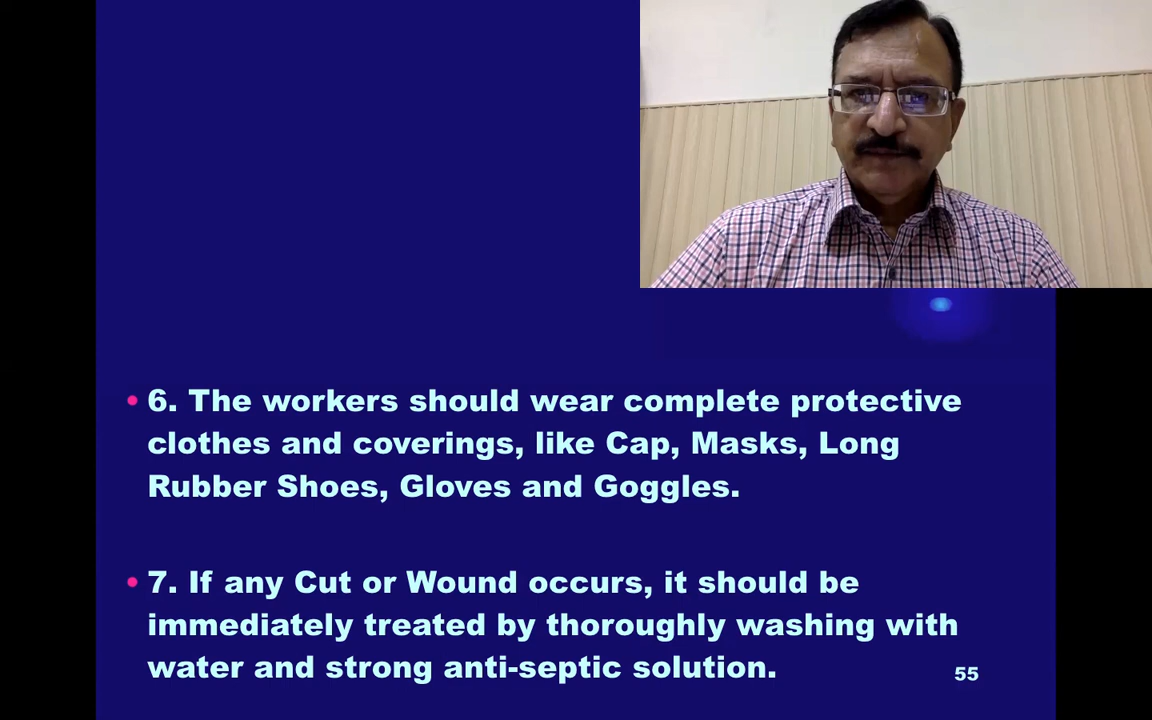 • 6. The workers should wear complete protective
clothes and coverings, like Cap, Masks, Long
Rubber Shoes, Gloves and Goggles.
• 7. If any Cut or Wound occurs, it should be
immediately treated by thoroughly washing with
water and strong anti-septic solution.
55